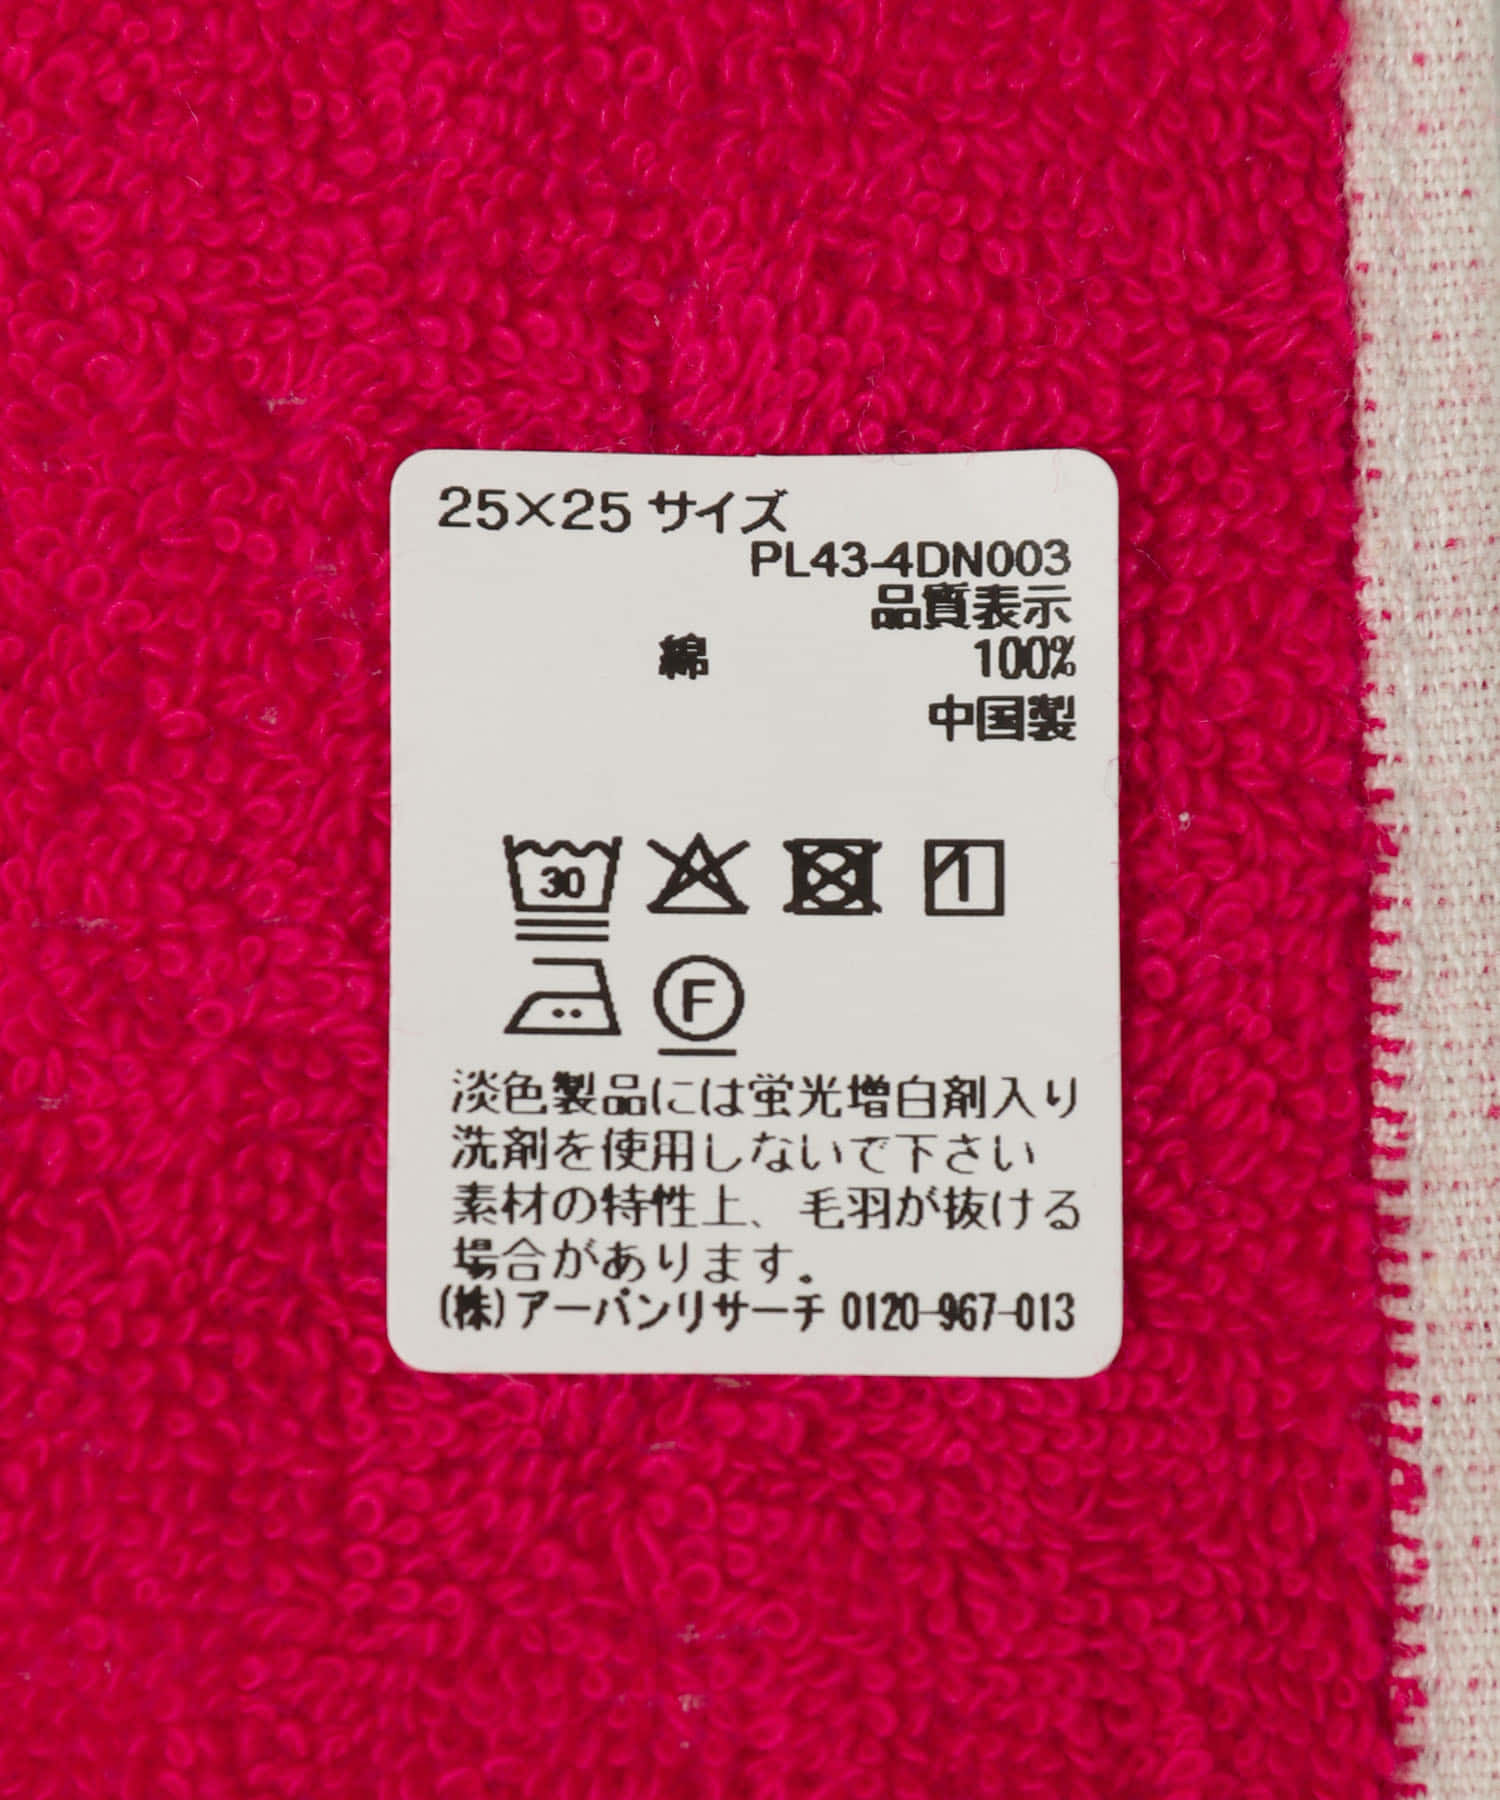 25×25 サイズ
PL43-4DN003
品質表示
綿 100%
中国製
30
1
F
淡色製品には蛍光増白剤入り
洗剤を使用しないで下さい
素材の特性上、毛羽が抜ける
場合があります。
(株)アーバンリサーチ 0120-967-013